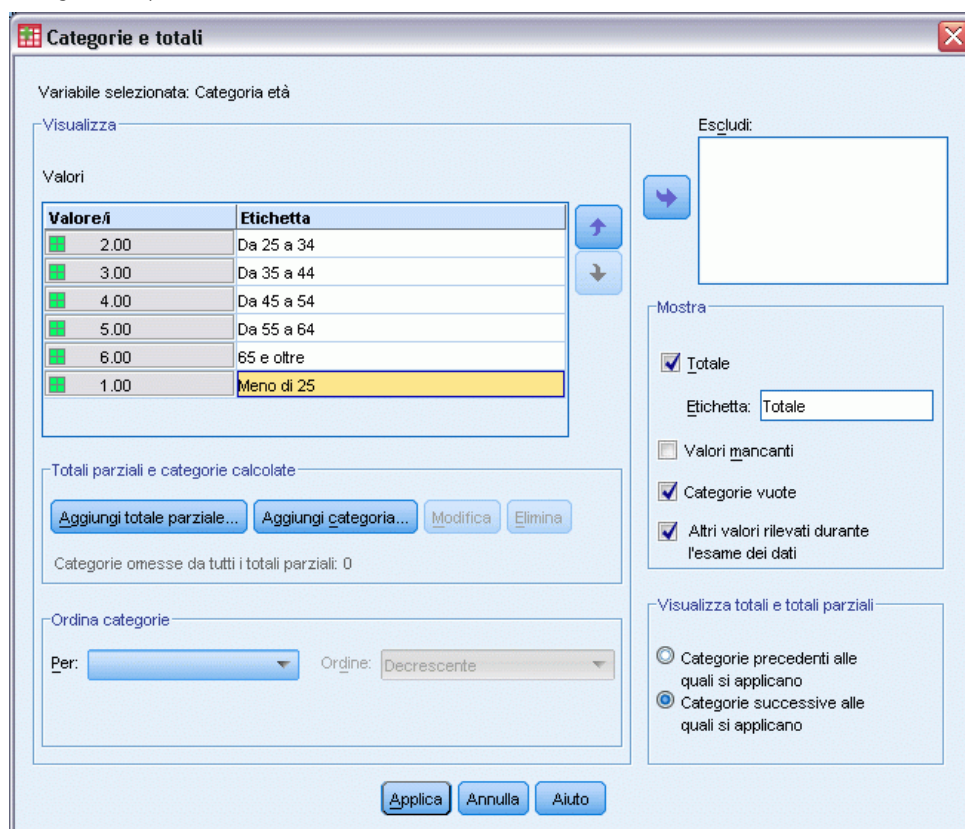 Categorie e totali
Variabile selezionata: Categoria età
Visualizza
Valori
Valore/i Etichetta
2.00 Da 25 a 34
3.00 Da 35 a 44
4.00 Da 45 a 54
5.00 Da 55 a 64
6.00 65 e oltre
1.00 Meno di 25
Totali parziali e categorie calcolate
Aggiungi totale parziale... Aggiungi categoria... Modifica Elimina
Categorie omesse da tutti i totali parziali: 0
Ordina categorie
Per: Ordine: Decrescente
Escludi:
Mostra
Totale
Etichetta: Totale
Valori mancanti
Categorie vuote
Altri valori rilevati durante
l'esame dei dati
Visualizza totali e totali parziali
Categorie precedenti alle
quali si applicano
Categorie successive alle
quali si applicano
Applica Annulla Aiuto